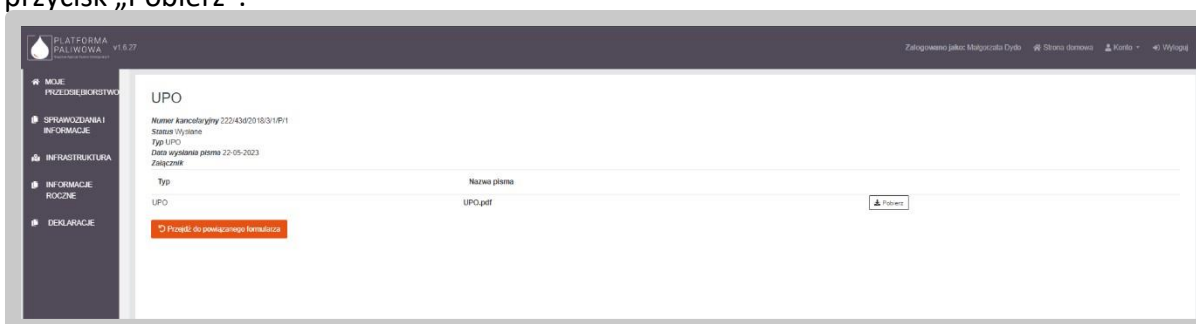 przycisk „Pobierz”.
PLATFORMA
PALIWOWA v1.6.27
Zalogowano jako: Małgorzata Dyda Strona domowa Konto Wyloguj
MOJE
PRZEDSIĘBIORSTWO
SPRAWOZDANIA I
INFORMACJE
INFRASTRUKTURA
INFORMACJE
ROCZNE
DEKLARACJE
UPO
Numer kancelaryjny 222/43d/2018/3/1/P/1
Status Wysłane
Typ UPO
Data wysłania pisma 22-05-2023
Załącznik
Typ Nazwa pisma
UPO UPO.pdf Pobierz
Przejdź do powiązanego formularza